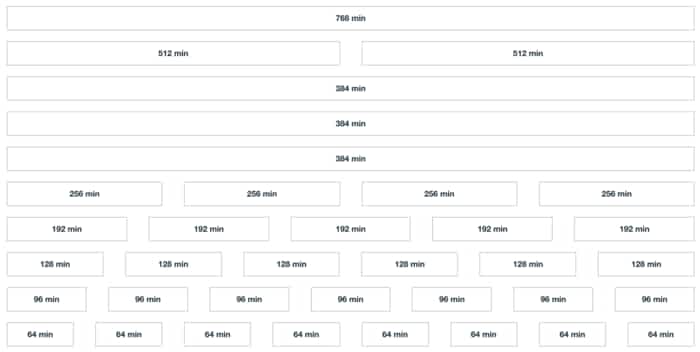 768 min
512 min 512 min
384 min
384 min
384 min
256 min 256 min 256 min 256 min
192 min 192 min 192 min 192 min 192 min
128 min 128 min 128 min 128 min 128 min 128 min
96 min 96 min 96 min 96 min 96 min 96 min 96 min
64 min 64 min 64 min 64 min 64 min 64 min 64 min 64 min